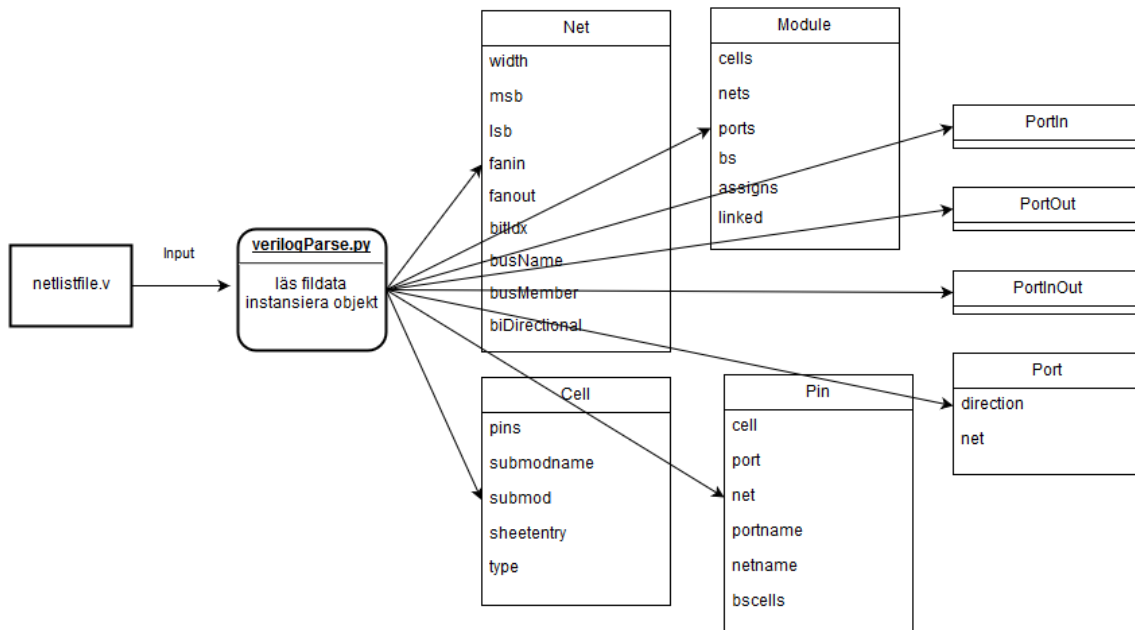 netlistfile.v
Input
verilogParse.py
läs fildata
instansiera objekt
Net
width
msb
lsb
fanin
fanout
bitIdx
busName
busMember
biDirectional
Module
cells
nets
ports
bs
assigns
linked
PortIn
PortOut
PortInOut
Port
direction
net
Cell
pins
submodname
submod
sheetentry
type
Pin
cell
port
net
portname
netname
bscells